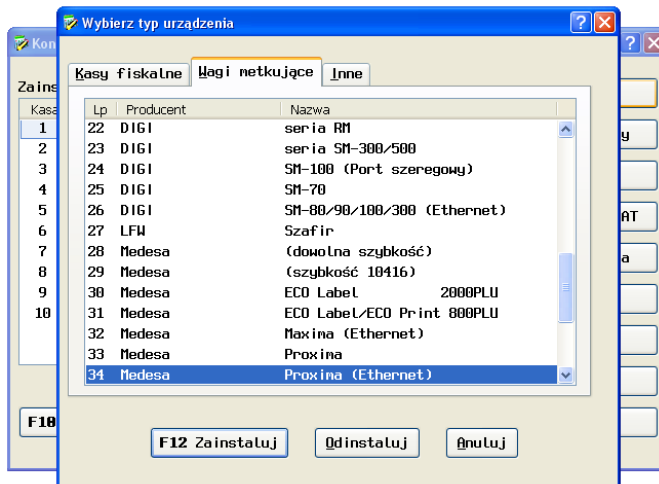 Wybierz typ urządzenia
Kon
Kasy fiskalne Wagi metkujące Inne
Zains
Kasa
Lp Producent Nazwa
22 DIGI seria RM
23 DIGI seria SM-300/500
24 DIGI SM-100 (Port szeregowy)
25 DIGI SM-70
26 DIGI SM-80/90/100/300 (Ethernet)
27 LFW Szafir
28 Medesa (dowolna szybkość)
29 Medesa (szybkość 10416)
30 Medesa ECO Label 2000PLU
31 Medesa ECO Label/ECO Print 800PLU
32 Medesa Maxima (Ethernet)
33 Medesa Proxima
34 Medesa Proxima (Ethernet)
1
2
3
4
5
6
7
8
9
10
y
AT
a
F10
F12 Zainstaluj Odinstaluj Anuluj